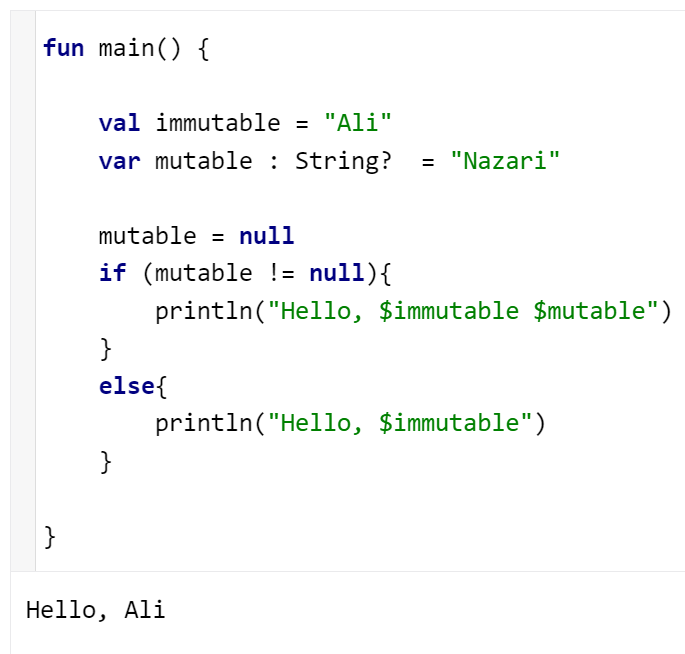 fun main() {
val immutable = "Ali"
var mutable : String?  = "Nazari"
mutable = null
if (mutable != null){
println("Hello, $immutable $mutable")
}
else{
println("Hello, $immutable")
}
}
Hello, Ali